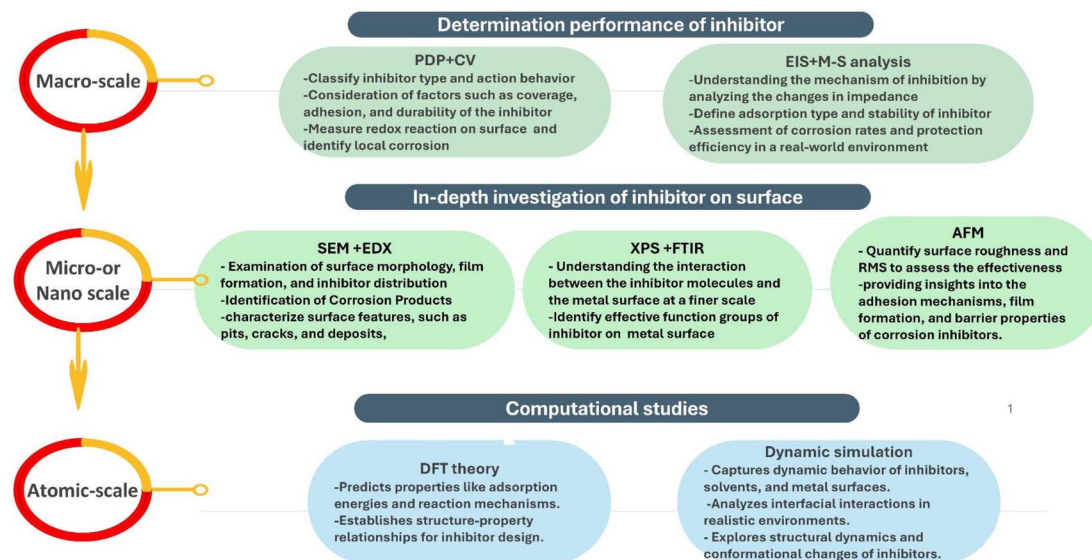 Determination performance of inhibitor
Macro-scale
PDP+CV
-Classify inhibitor type and action behavior
-Consideration of factors such as coverage,
adhesion, and durability of the inhibitor
-Measure redox reaction on surface and
identify local corrosion
EIS+M-S analysis
-Understanding the mechanism of inhibition by
analyzing the changes in impedance
-Define adsorption type and stability of inhibitor
-Assessment of corrosion rates and protection
efficiency in a real-world environment
In-depth investigation of inhibitor on surface
Micro-or
Nano scale
SEM +EDX
- Examination of surface morphology, film
formation, and inhibitor distribution
-Identification of Corrosion Products
-characterize surface features, such as
pits, cracks, and deposits,
XPS +FTIR
- Understanding the interaction
between the inhibitor molecules and
the metal surface at a finer scale
-Identify effective function groups of
inhibitor on metal surface
AFM
- Quantify surface roughness and
RMS to assess the effectiveness
-providing insights into the
adhesion mechanisms, film
formation, and barrier properties
of corrosion inhibitors.
Computational studies
1
Atomic-scale
DFT theory
-Predicts properties like adsorption
energies and reaction mechanisms.
-Establishes structure-property
relationships for inhibitor design.
Dynamic simulation
- Captures dynamic behavior of inhibitors,
solvents, and metal surfaces.
-Analyzes interfacial interactions in
realistic environments.
- Explores structural dynamics and
conformational changes of inhibitors.